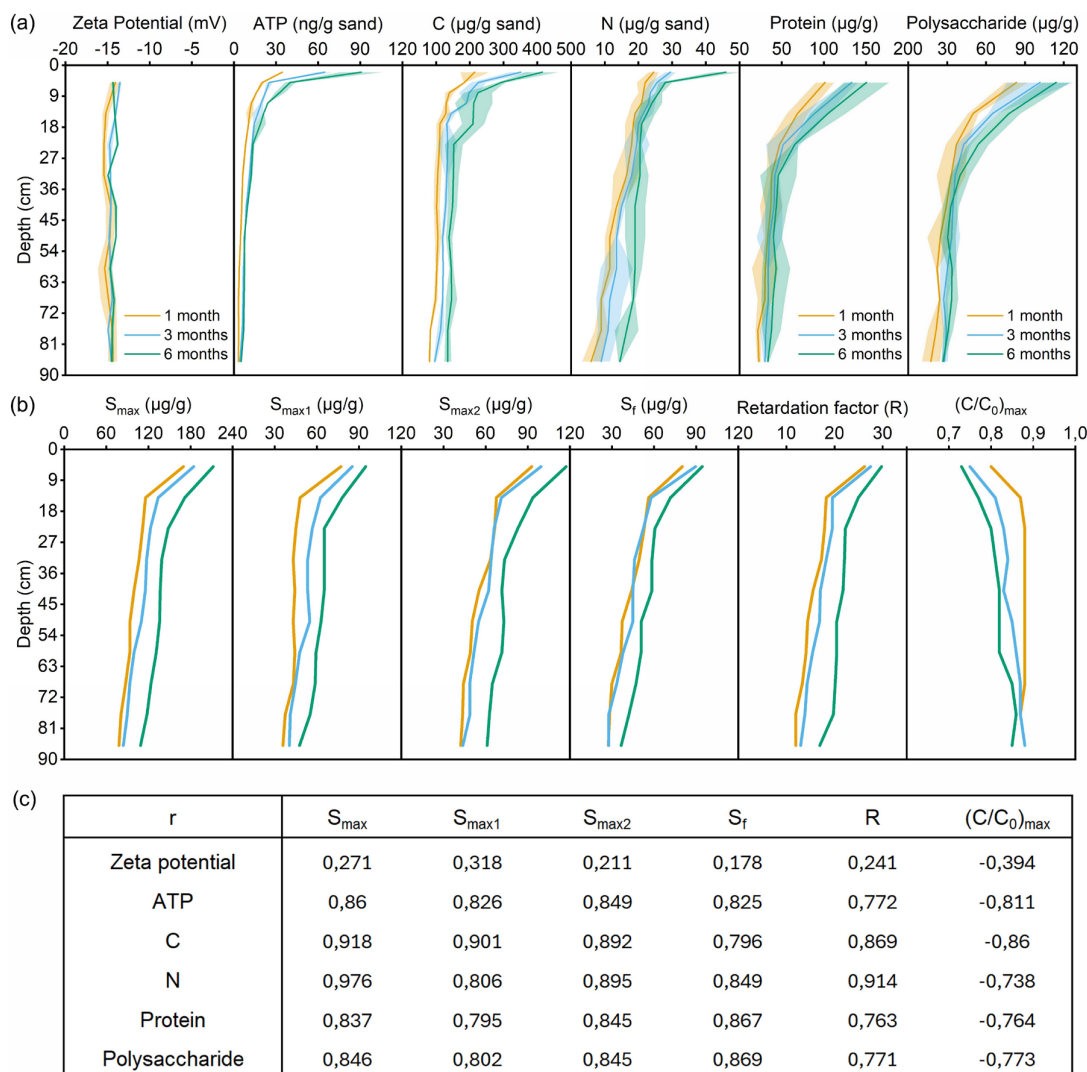 (a) Zeta Potential (mV) ATP (ng/g sand) C (µg/g sand) N (µg/g sand) Protein (µg/g) Polysaccharide (µg/g)
-20 -15 -10 -5 0 30 60 90 120 100 200 300 400 500 10 20 30 40 50 50 100 150 200 30 60 90 120
0
9
18
27
36
45
54
63
72
81
90
Depth (cm)
1 month
3 months
6 months
1 month
3 months
6 months
1 month
3 months
6 months
(b) Smax (µg/g) Smax1 (µg/g) Smax2 (µg/g) Sf (µg/g) Retardation factor (R) (C/C0)max
0 60 120 180 240 30 60 90 120 30 60 90 120 30 60 90 120 10 20 30 0,7 0,8 0,9 1,0
0
9
18
27
36
45
54
63
72
81
90
Depth (cm)
(c)
r Smax Smax1 Smax2 Sf R (C/C0)max
Zeta potential 0,271 0,318 0,211 0,178 0,241 -0,394
ATP 0,86 0,826 0,849 0,825 0,772 -0,811
C 0,918 0,901 0,892 0,796 0,869 -0,86
N 0,976 0,806 0,895 0,849 0,914 -0,738
Protein 0,837 0,795 0,845 0,867 0,763 -0,764
Polysaccharide 0,846 0,802 0,845 0,869 0,771 -0,773